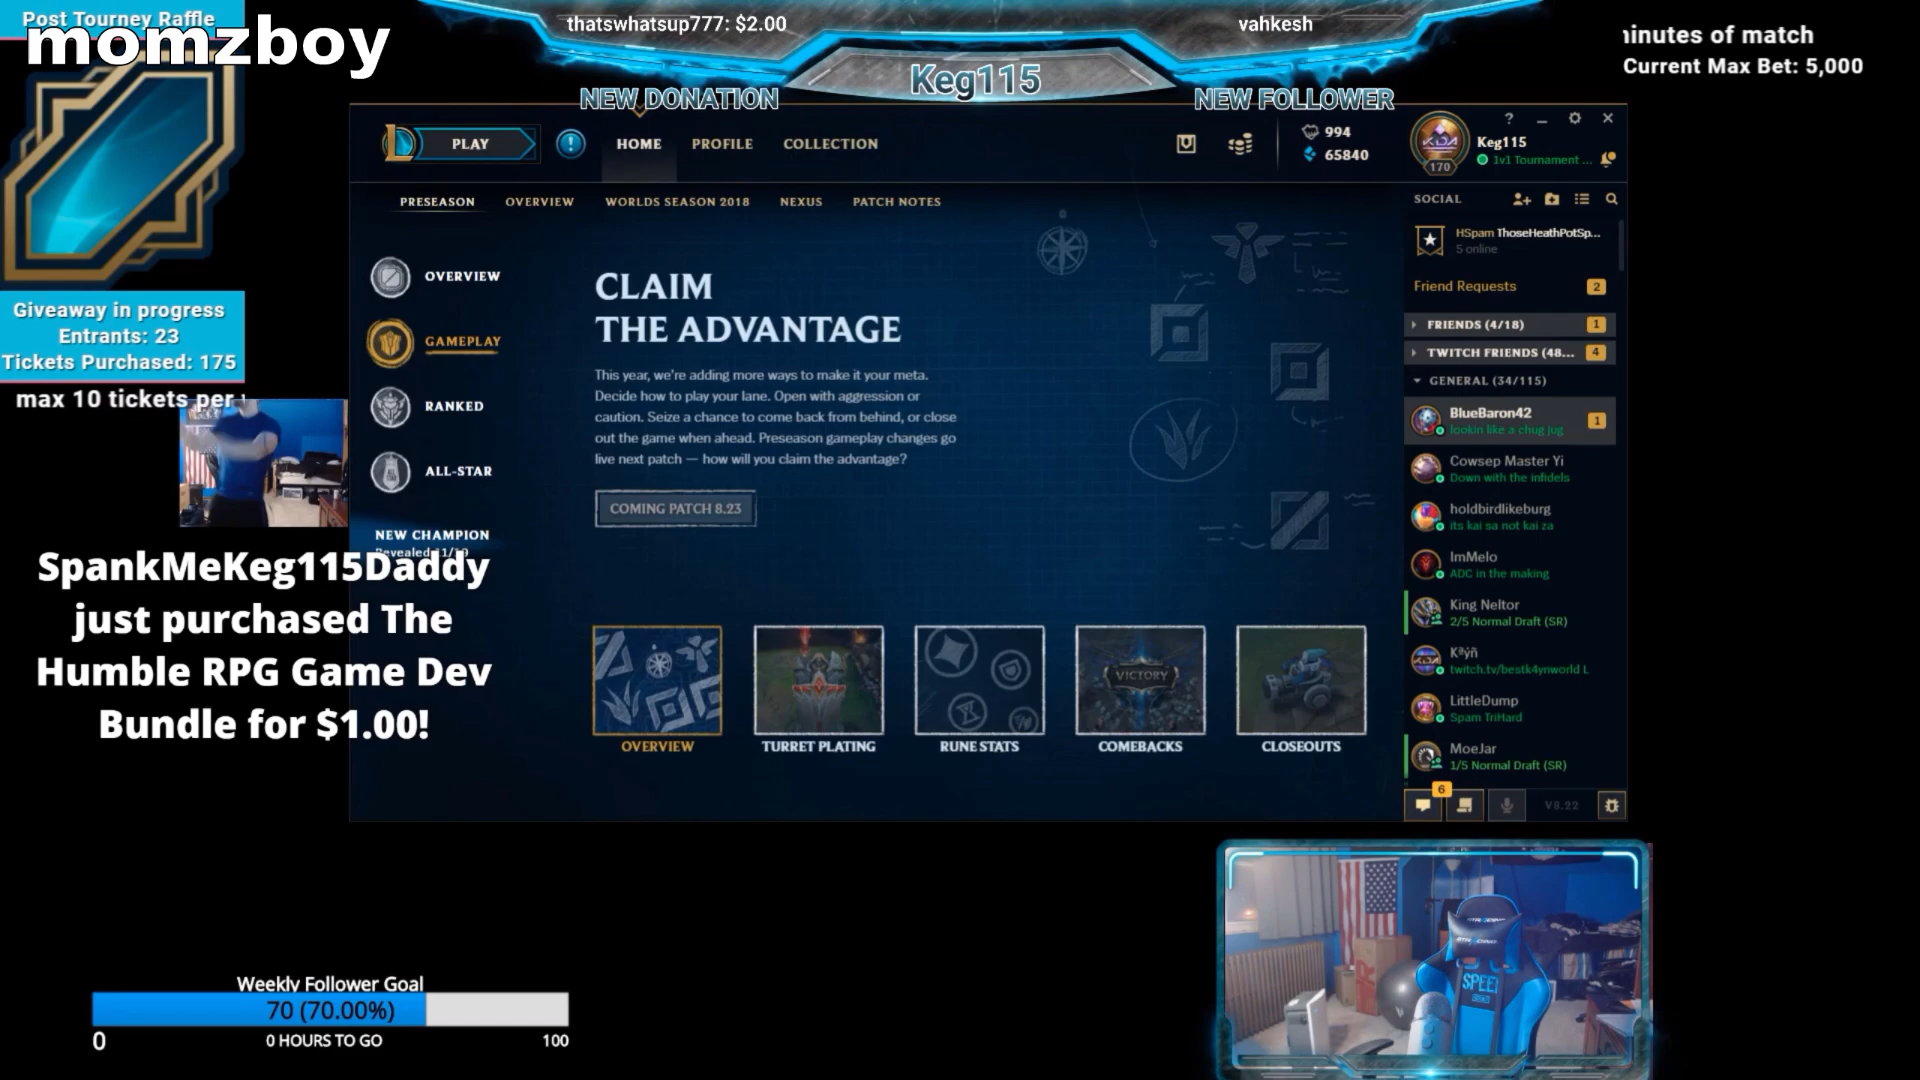 Post Tourney Raffle
momzboy
thatswhatsup777: $2.00
vahkesh
inutes of match
Current Max Bet: 5,000
Keg115
NEW DONATION
NEW FOLLOWER
PLAY
HOME
PROFILE
COLLECTION
994
65840
170
Keg115
1v1 Tournament ...
PRESEASON
OVERVIEW
WORLDS SEASON 2018
NEXUS
PATCH NOTES
SOCIAL
HSpam ThoseHeathPotSp...
5 online
Friend Requests
2
FRIENDS (4/18)
1
TWITCH FRIENDS (48...
4
GENERAL (34/115)
BlueBaron42
lookin like a chug jug
1
Cowsep Master Yi
Down with the infidels
holdbirdlikeburg
its kai sa not kai za
ImMelo
ADC in the making
King Neltor
2/5 Normal Draft (SR)
Kªýñ
twitch.tv/bestk4ynworld L
LittleDump
Spam TriHard
MoeJar
1/5 Normal Draft (SR)
6
V8.22
OVERVIEW
GAMEPLAY
RANKED
ALL-STAR
NEW CHAMPION
Revealed 11/19
CLAIM
THE ADVANTAGE
This year, we're adding more ways to make it your meta.
Decide how to play your lane. Open with aggression or
caution. Seize a chance to come back from behind, or close
out the game when ahead. Preseason gameplay changes go
live next patch — how will you claim the advantage?
COMING PATCH 8.23
VICTORY
OVERVIEW
TURRET PLATING
RUNE STATS
COMEBACKS
CLOSEOUTS
Giveaway in progress
Entrants: 23
Tickets Purchased: 175
max 10 tickets per
SpankMeKeg115Daddy
just purchased The
Humble RPG Game Dev
Bundle for $1.00!
Weekly Follower Goal
70 (70.00%)
0
0 HOURS TO GO
100
SPEED